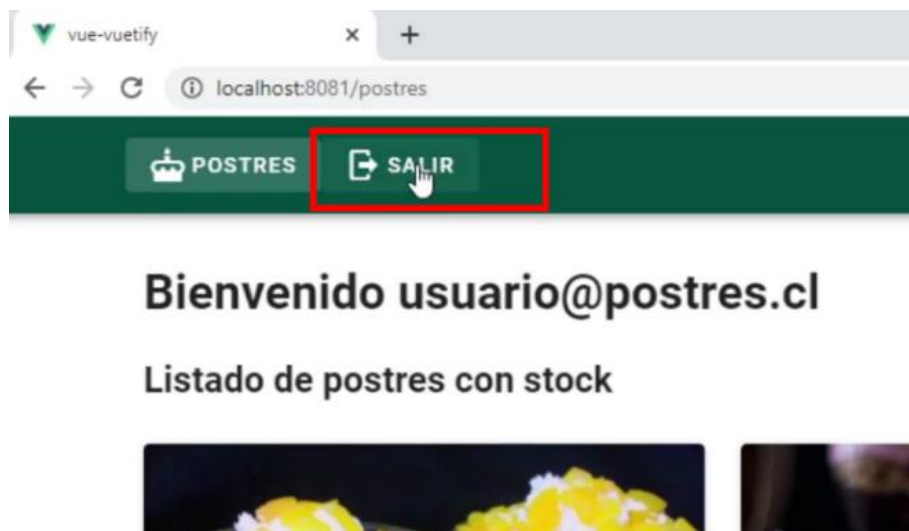 vue-vuetify
localhost:8081/postres
POSTRES SALIR
Bienvenido usuario@postres.cl
Listado de postres con stock